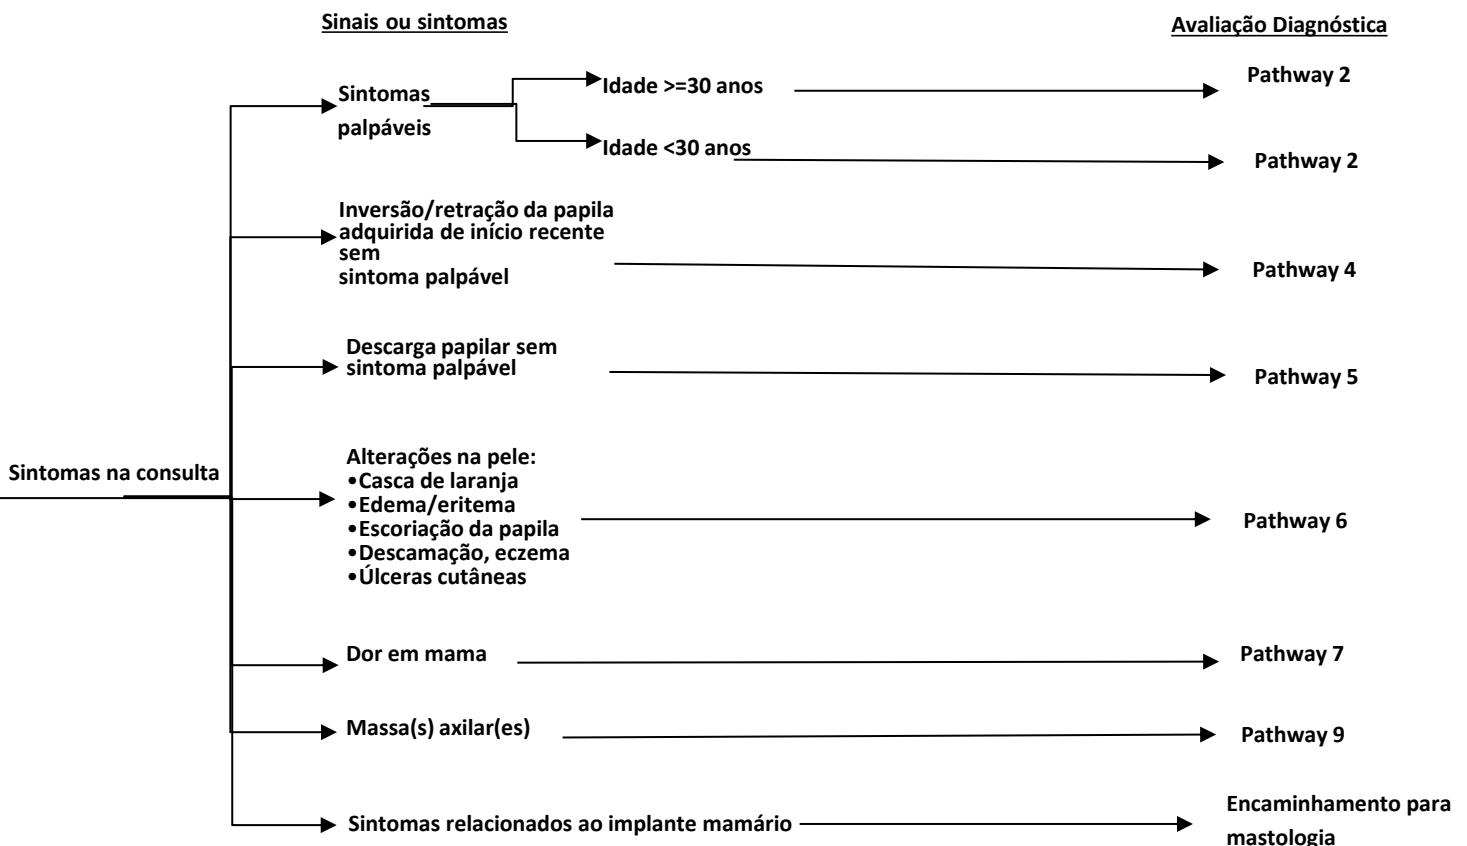 Sinais ou sintomas
Avaliação Diagnóstica
Sintomas
palpáveis
Idade >=30 anos
Pathway 2
Idade <30 anos
Pathway 2
Inversão/retração da papila
adquirida de início recente
sem
sintoma palpável
Pathway 4
Descarga papilar sem
sintoma palpável
Pathway 5
Sintomas na consulta
Alterações na pele:
•Casca de laranja
•Edema/eritema
•Escoriação da papila
•Descamação, eczema
•Úlceras cutâneas
Pathway 6
Dor em mama
Pathway 7
Massa(s) axilar(es)
Pathway 9
Sintomas relacionados ao implante mamário
Encaminhamento para
mastologia